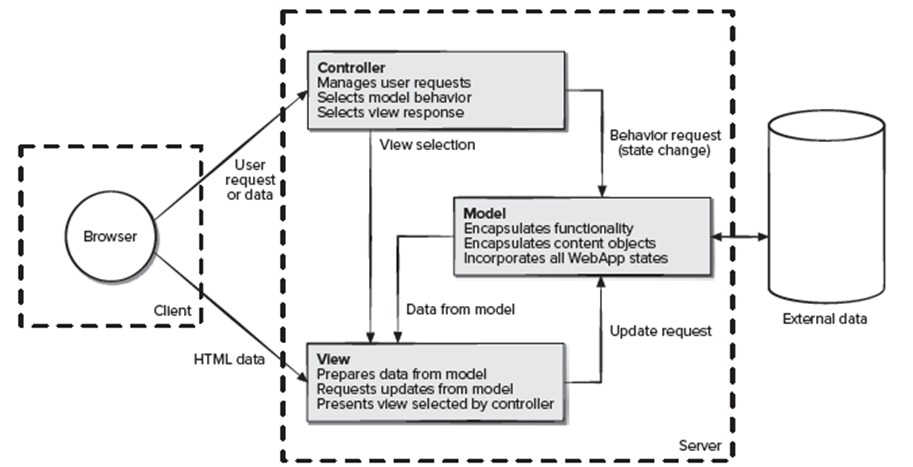 Controller
Manages user requests
Selects model behavior
Selects view response
View selection
Behavior request
(state change)
User
request
or data
Browser
Client
Model
Encapsulates functionality
Encapsulates content objects
Incorporates all WebApp states
External data
Data from model
Update request
HTML data
View
Prepares data from model
Requests updates from model
Presents view selected by controller
Server